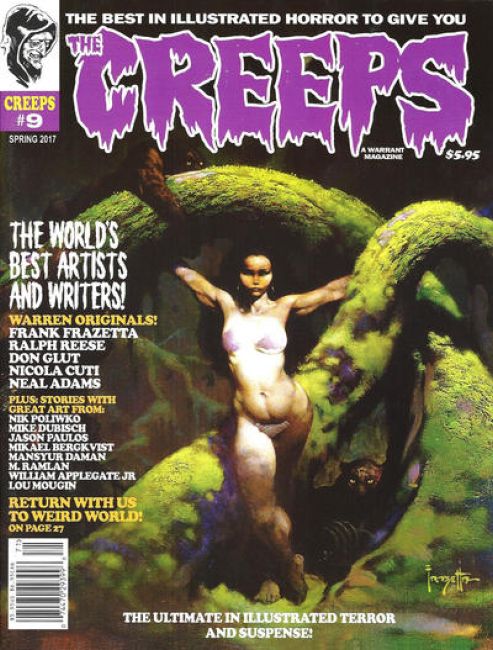 THE BEST IN ILLUSTRATED HORROR TO GIVE YOU
THE CREEPS
CREEPS
#9
SPRING 2017
A WARRANT
MAGAZINE
$5.95
THE WORLD'S
BEST ARTISTS
AND WRITERS!
WARREN ORIGINALS!
FRANK FRAZETTA
RALPH REESE
DON GLUT
NICOLA CUTI
NEAL ADAMS
PLUS: STORIES WITH
GREAT ART FROM:
NIK POLIWKO
MIKE DUBISCH
JASON PAULOS
MIKAEL BERGKVIST
MANSYUR DAMAN
M. RAMLAN
WILLIAM APPLEGATE JR
LOU MOUGIN
RETURN WITH US
TO WEIRD WORLD!
ON PAGE 27
Frazetta
THE ULTIMATE IN ILLUSTRATED TERROR
AND SUSPENSE!